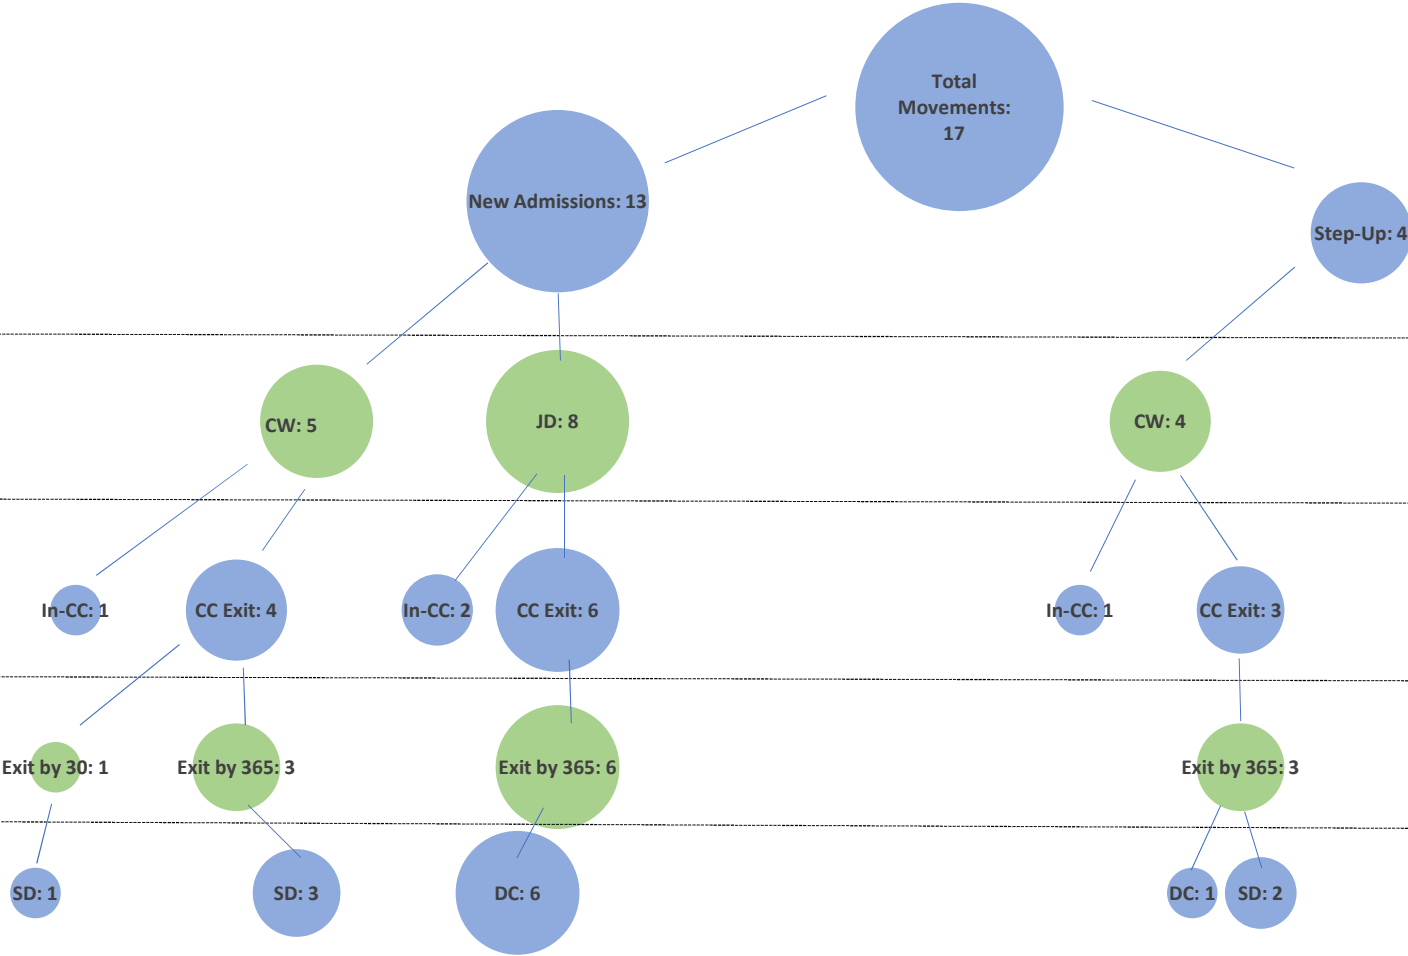 Total
Movements:
17
New Admissions: 13
Step-Up: 4
CW: 5
JD: 8
CW: 4
In-CC: 1
CC Exit: 4
In-CC: 2
CC Exit: 6
In-CC: 1
CC Exit: 3
Exit by 30: 1
Exit by 365: 3
Exit by 365: 6
Exit by 365: 3
SD: 1
SD: 3
DC: 6
DC: 1
SD: 2